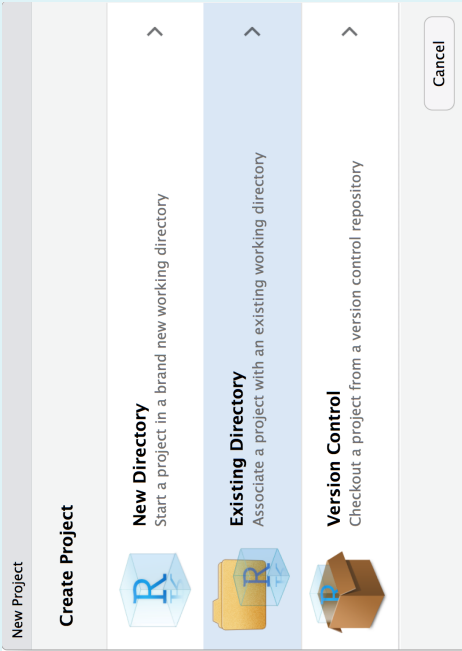 New Project
Create Project
New Directory
Start a project in a brand new working directory
Existing Directory
Associate a project with an existing working directory
Version Control
Checkout a project from a version control repository
Cancel